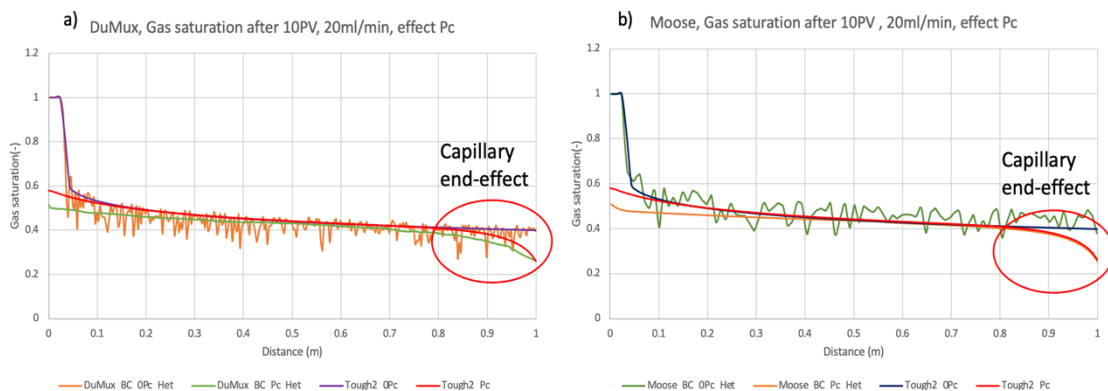 a) DuMux, Gas saturation after 10PV, 20ml/min, effect Pc
1.2
1
0.8
0.6
0.4
0.2
0
Gas saturation(-)
Capillary
end-effect
0 0.1 0.2 0.3 0.4 0.5 0.6 0.7 0.8 0.9 1
Distance (m)
DuMux BC 0Pc Het DuMux BC Pc Het Tough2 0Pc Tough2 Pc
b) Moose, Gas saturation after 10PV , 20ml/min, effect Pc
1.2
1
0.8
0.6
0.4
0.2
0
Gas saturation(-)
Capillary
end-effect
0 0.1 0.2 0.3 0.4 0.5 0.6 0.7 0.8 0.9 1
Distance (m)
Moose BC 0Pc Het Moose BC Pc Het Tough2 0Pc Tough2 Pc